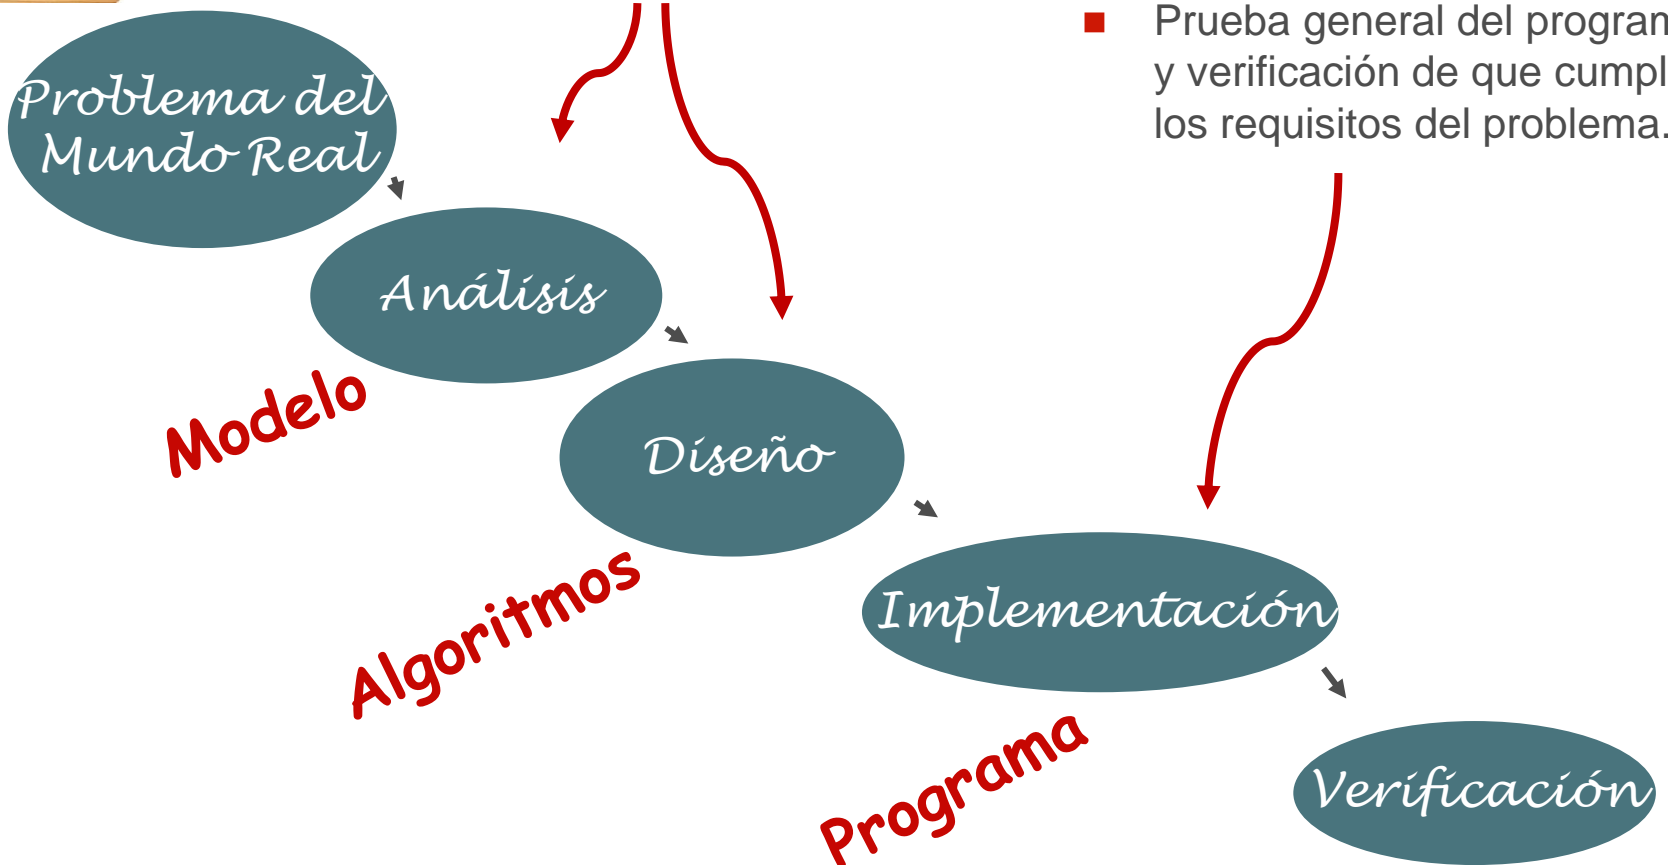 Prueba general del program
y verificación de que cumpl
los requisitos del problema.
Problema del
Mundo Real
Análisis
Modelo
Diseño
Algoritmos
Implementación
Programa
Verificación